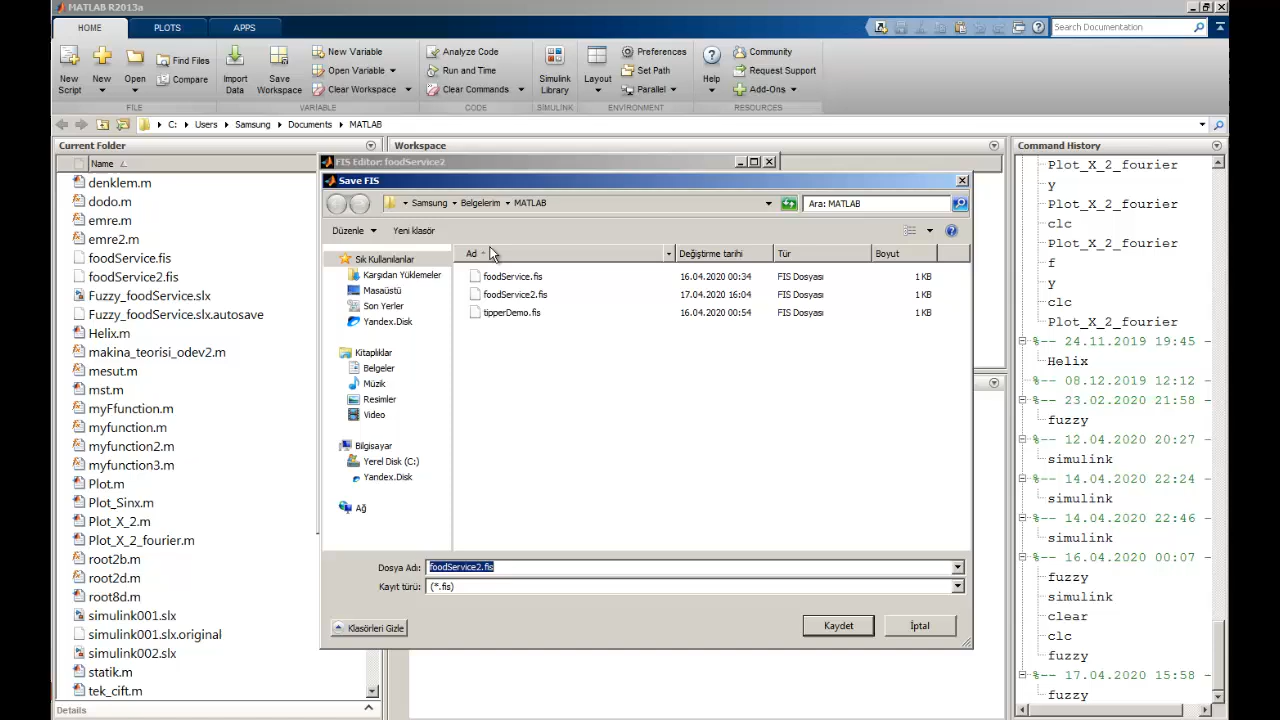 MATLAB R2013a
HOME PLOTS APPS Search Documentation
New Script New Open Find Files Compare Import Data Save Workspace New Variable Open Variable Clear Workspace Analyze Code Run and Time Clear Commands Simulink Library Layout Preferences Set Path Parallel Help Community Request Support Add-Ons
FILE VARIABLE CODE SIMULINK ENVIRONMENT RESOURCES
C: Users Samsung Documents MATLAB
Current Folder
Name
denklem.m
dodo.m
emre.m
emre2.m
foodService.fis
foodService2.fis
Fuzzy_foodService.slx
Fuzzy_foodService.slx.autosave
Helix.m
makina_teorisi_odev2.m
mesut.m
mst.m
myFfunction.m
myfunction.m
myfunction2.m
myfunction3.m
Plot.m
Plot_Sinx.m
Plot_X_2.m
Plot_X_2_fourier.m
root2b.m
root2d.m
root8d.m
simulink001.slx
simulink001.slx.original
simulink002.slx
statik.m
tek_cift.m
Details
Workspace
FIS Editor: foodService2
Save FIS
Samsung Belgelerim MATLAB Ara: MATLAB
Düzenle Yeni klasör
Sık Kullanılanlar
Karşıdan Yüklemeler
Masaüstü
Son Yerler
Yandex.Disk
Kitaplıklar
Belgeler
Müzik
Resimler
Video
Bilgisayar
Yerel Disk (C:)
Yandex.Disk
Ağ
Ad Değiştirme tarihi Tür Boyut
foodService.fis 16.04.2020 00:34 FIS Dosyası 1 KB
foodService2.fis 17.04.2020 16:04 FIS Dosyası 1 KB
tipperDemo.fis 16.04.2020 00:54 FIS Dosyası 1 KB
Dosya Adı: foodService2.fis
Kayıt türü: (*.fis)
Klasörleri Gizle Kaydet İptal
Command History
Plot_X_2_fourier
y
Plot_X_2_fourier
clc
Plot_X_2_fourier
f
y
clc
Plot_X_2_fourier
%-- 24.11.2019 19:45 -
Helix
%-- 08.12.2019 12:12 -
%-- 23.02.2020 21:58 -
fuzzy
%-- 12.04.2020 20:27 -
simulink
%-- 14.04.2020 22:24 -
simulink
%-- 14.04.2020 22:46 -
simulink
%-- 16.04.2020 00:07 -
fuzzy
simulink
clear
clc
fuzzy
%-- 17.04.2020 15:58 -
fuzzy